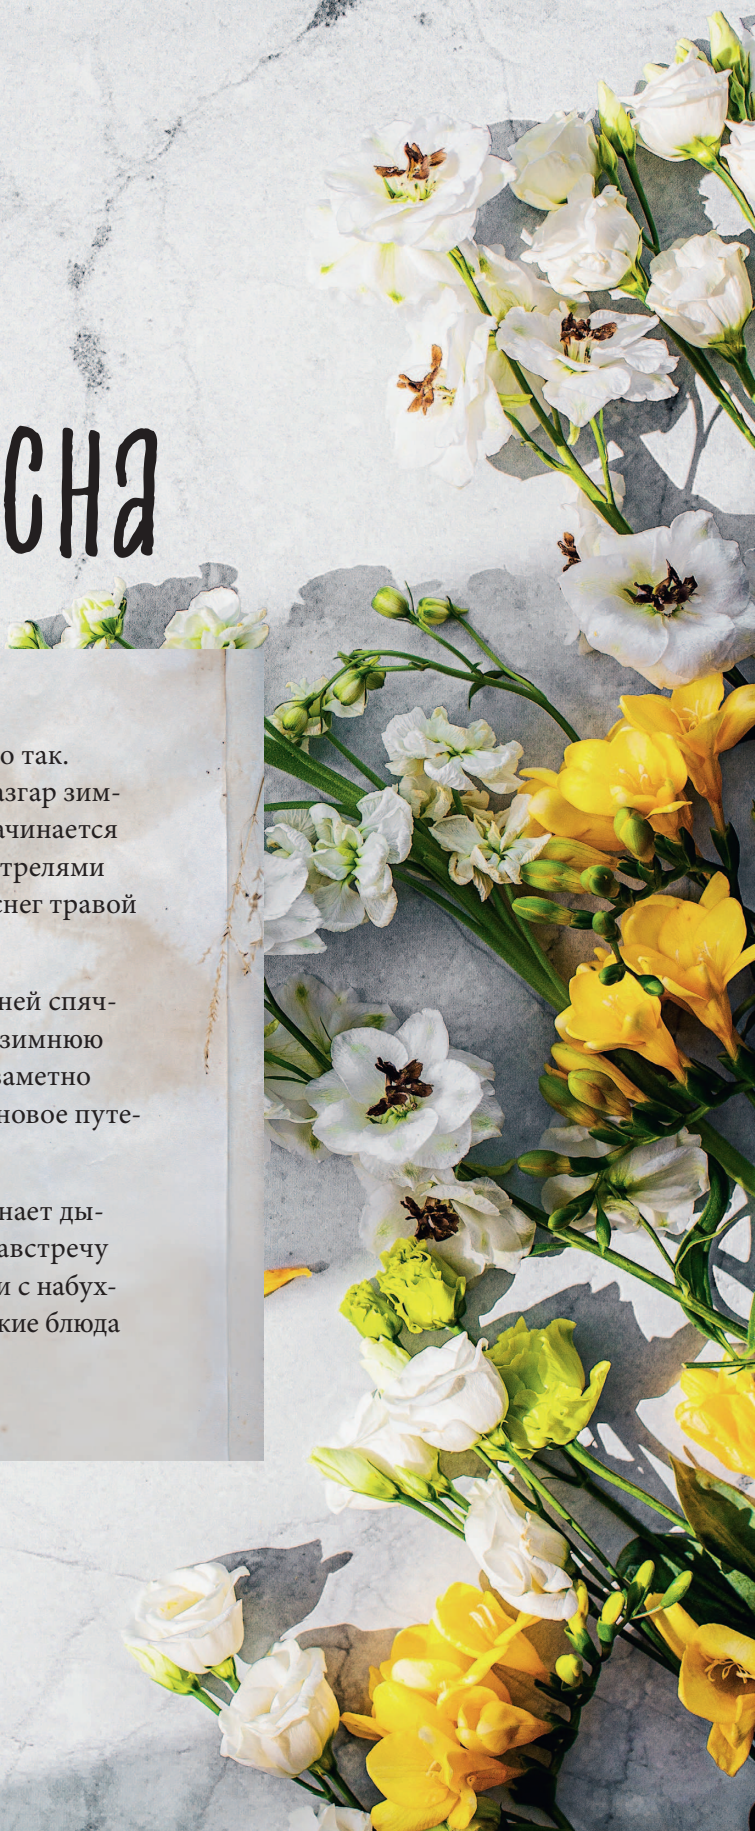 сна
о так.
азгар зим-
ачинается
трелями
снег травой
ней спяч-
зимнюю
заметно
новое путе-
нает ды-
австречу
и с набух-
кие блюда